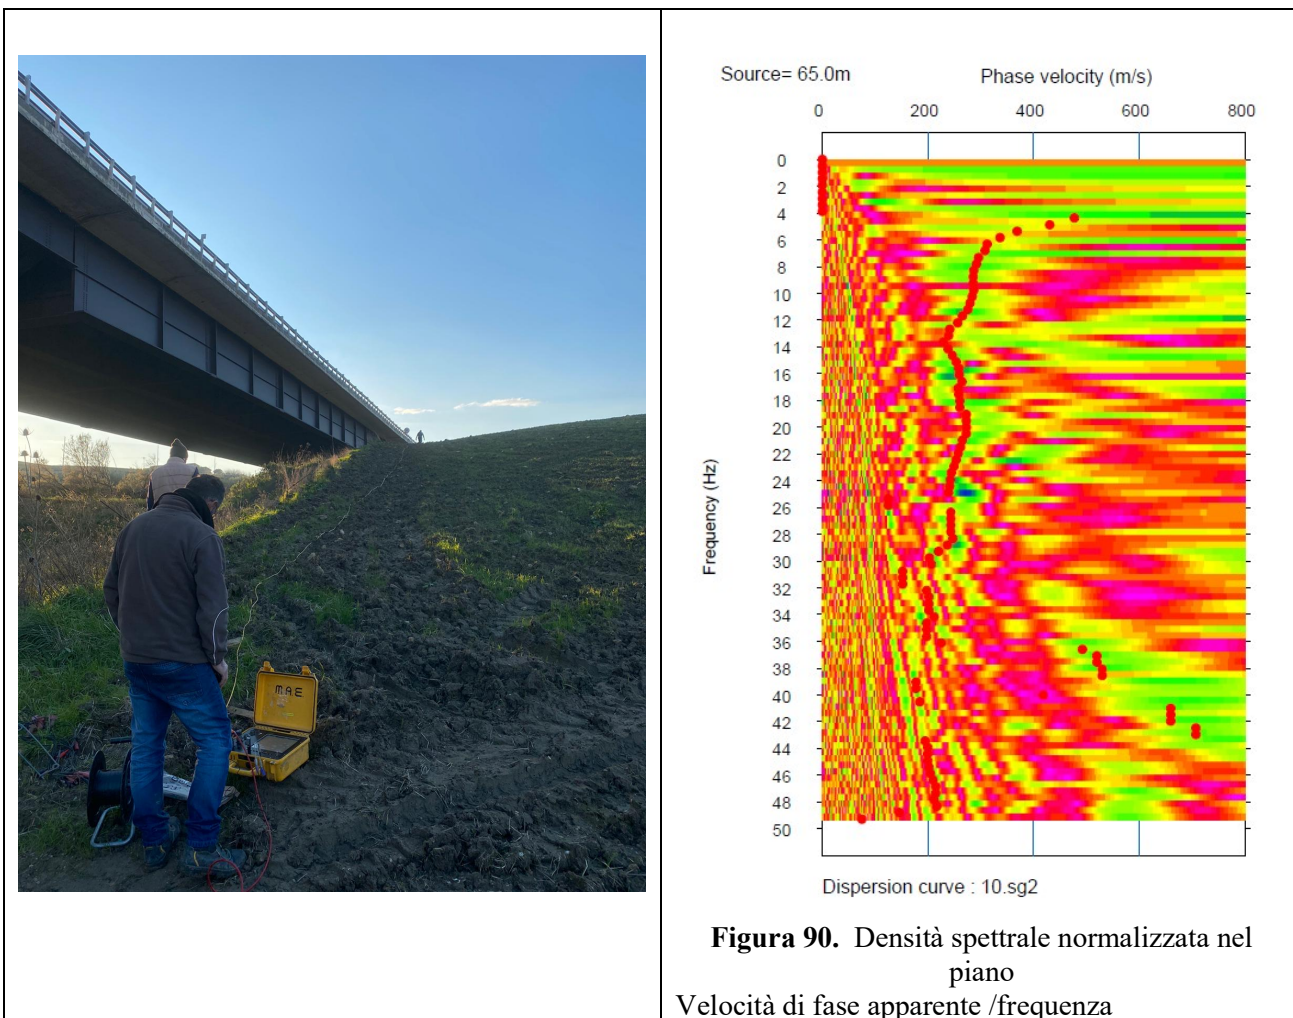 MAE
Source= 65.0m
Phase velocity (m/s)
0 200 400 600 800
0
2
4
6
8
10
12
14
16
18
20
22
24
26
28
30
32
34
36
38
40
42
44
46
48
50
Frequency (Hz)
Dispersion curve : 10.sg2
Figura 90. Densità spettrale normalizzata nel
piano
Velocità di fase apparente /frequenza